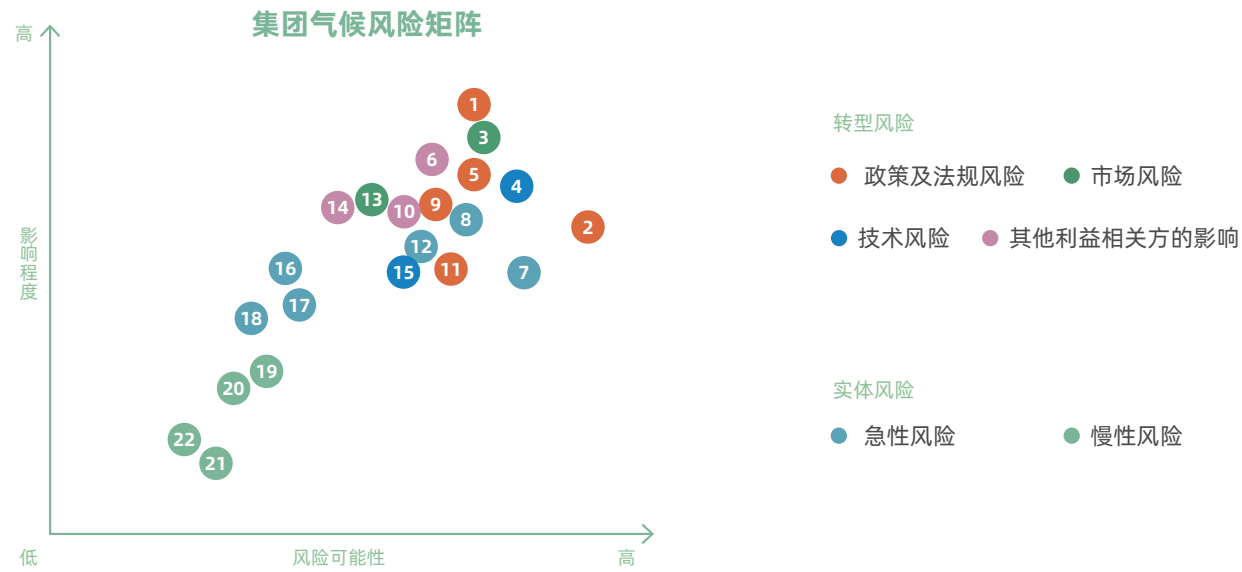 集团气候风险矩阵
高
影响程度
1
3
6
5
4
13
14
10
9
8
2
12
15
11
7
16
17
18
19
20
22
21
低
风险可能性
高
转型风险
政策及法规风险
市场风险
技术风险
其他利益相关方的影响
实体风险
急性风险
慢性风险